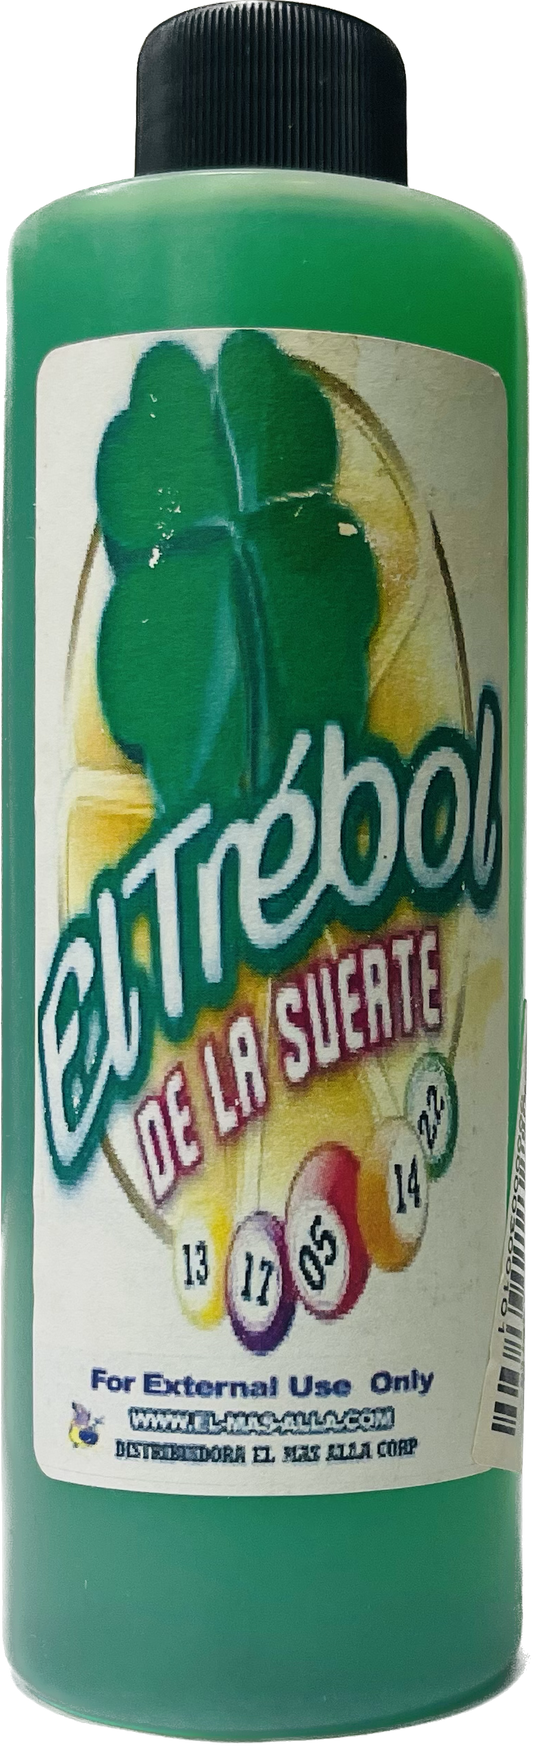 El Trébol
DE LA SUERTE
22
14
13
17
05
For External Use Only
WWW.EL-MAS-ALLA.COM
DISTRIBUIDORA EL MAS ALLA CORP